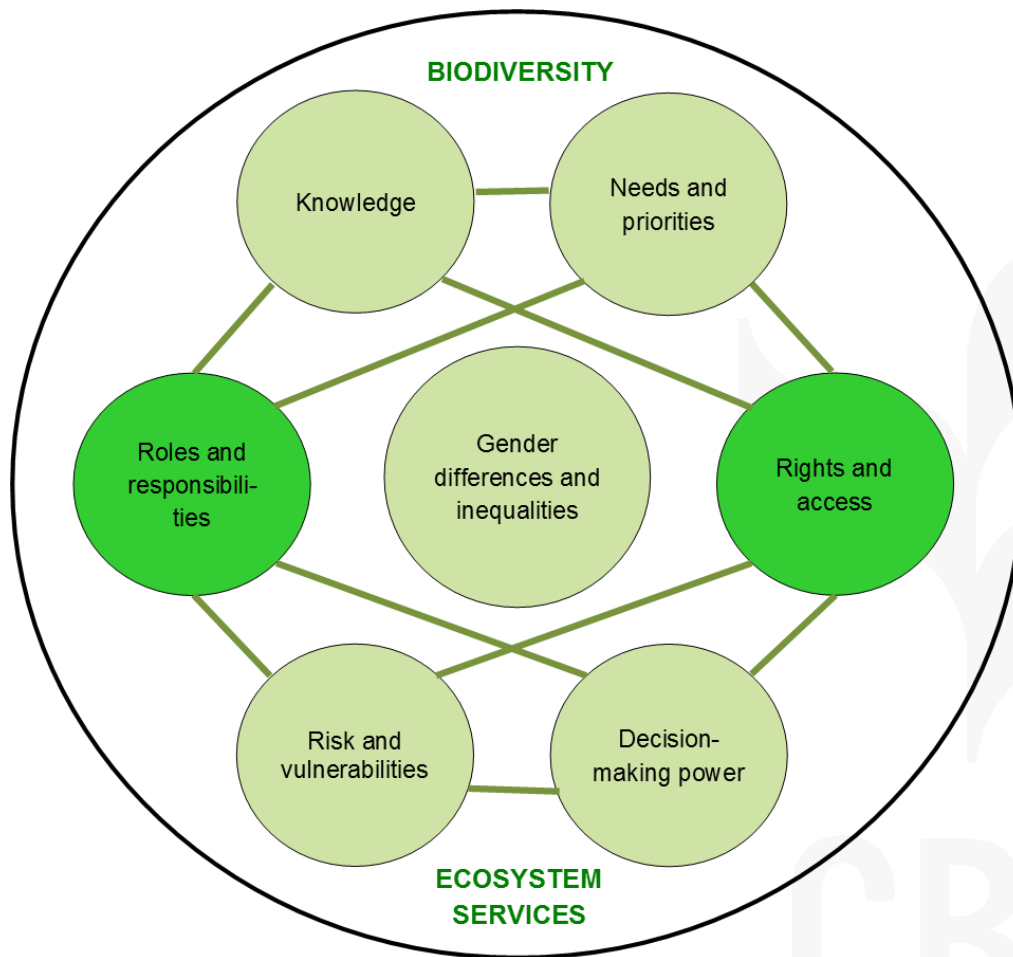 BIODIVERSITY
Knowledge
Needs and
priorities
Roles and
responsibili-
ties
Gender
differences and
inequalities
Rights and
access
Risk and
vulnerabilities
Decision-
making power
ECOSYSTEM
SERVICES
CB